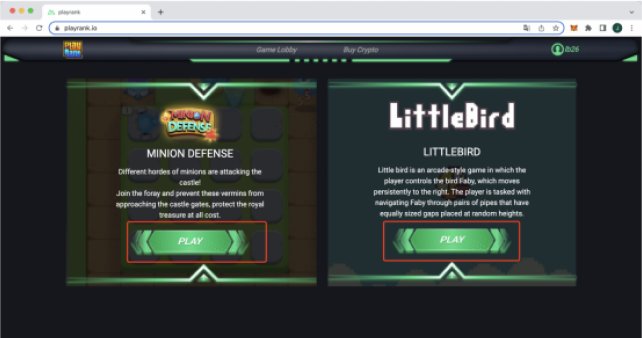 playrank
playrank.io
Play
Rank
Game Lobby
Buy Crypto
MINION
DEFENSE
MINION DEFENSE
Different hordes of minions are attacking the
castle!
Join the foray and prevent these vermins from
approaching the castle gates, protect the royal
treasure at all cost.
PLAY
LittleBird
LITTLEBIRD
Little bird is an arcade-style game in which the
player controls the bird Faby, which moves
persistently to the right. The player is tasked with
navigating Faby through pairs of pipes that have
equally sized gaps placed at random heights.
PLAY